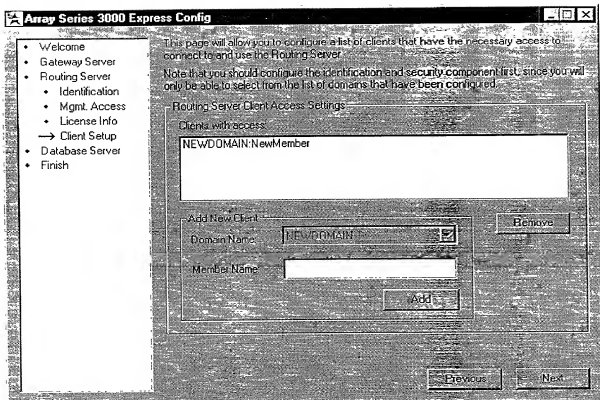 Array Series 3000 Express Config
Welcome
Gateway Server
Routing Server
Identification
Mgmt. Access
License Info
Client Setup
Database Server
Finish
This page will allow you to configure a list of clients that have the necessary access to
connect to and use the Routing Server.
Note that you should configure the identification and security component first, since you will
only be able to select from the list of domains that have been configured.
Routing Server Client Access Settings
Clients with access:
NEWDOMAIN:NewMember
Add New Client
Domain Name:
NEWDOMAIN
Remove
Member Name:
Add
Previous
Next